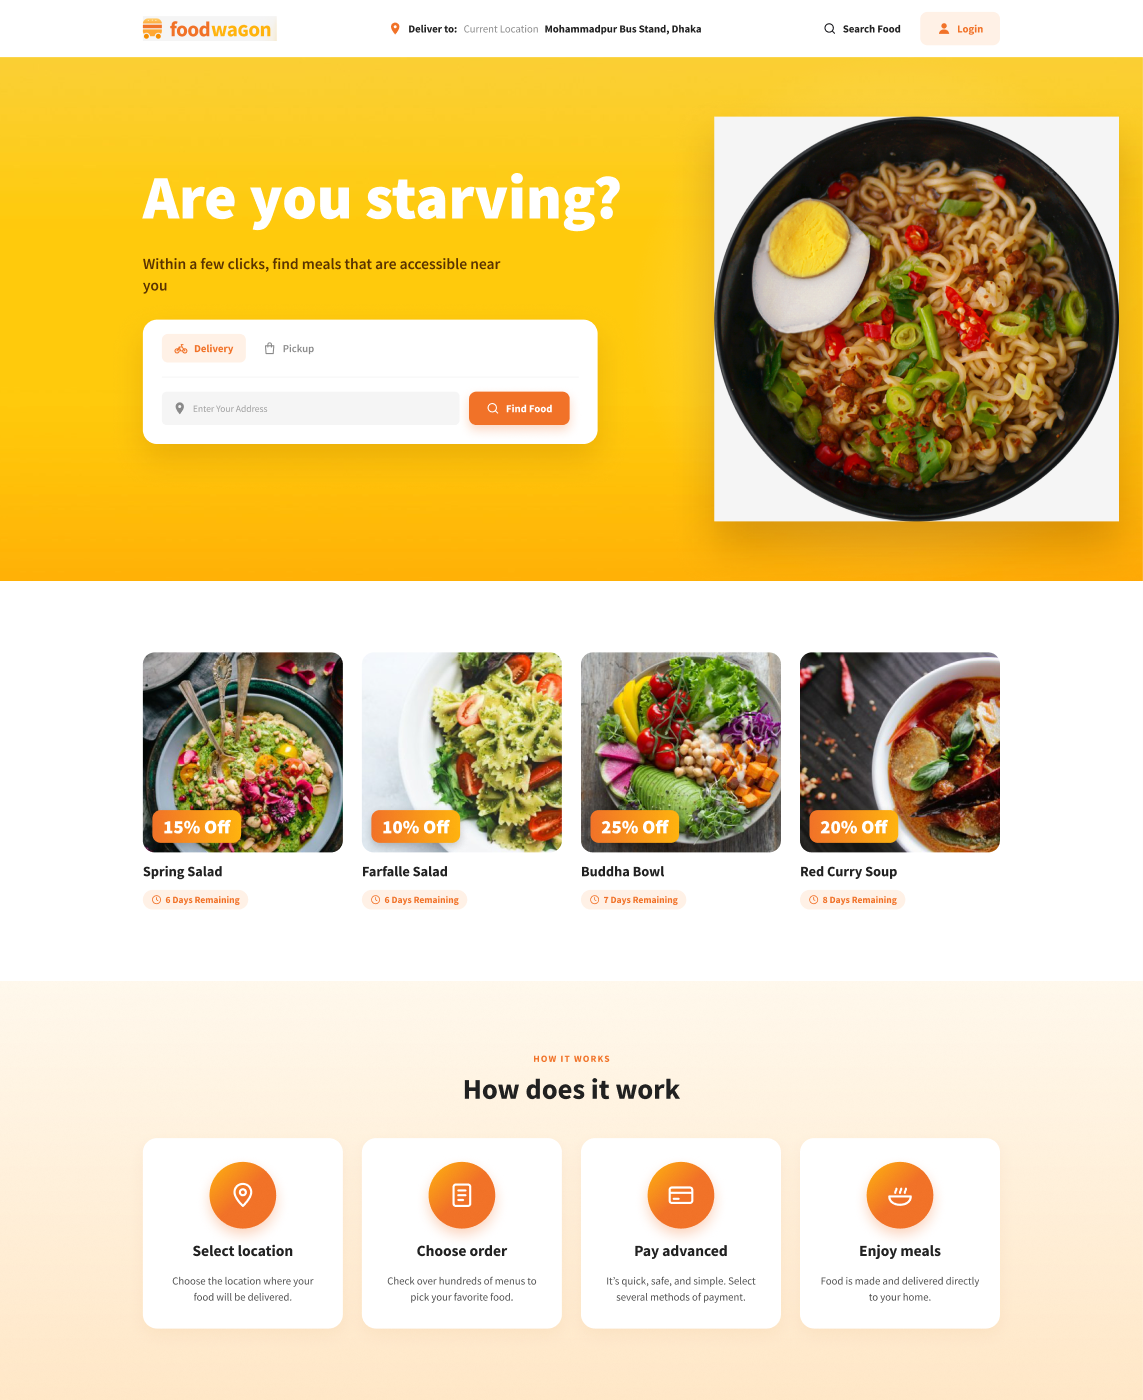 foodwagon
Deliver to: Current Location Mohammadpur Bus Stand, Dhaka
Search Food
Login
Are you starving?
Within a few clicks, find meals that are accessible near
you
Delivery
Pickup
Enter Your Address
Find Food
15% Off
10% Off
25% Off
20% Off
Spring Salad
Farfalle Salad
Buddha Bowl
Red Curry Soup
6 Days Remaining
6 Days Remaining
7 Days Remaining
8 Days Remaining
HOW IT WORKS
How does it work
Select location
Choose the location where your
food will be delivered.
Choose order
Check over hundreds of menus to
pick your favorite food.
Pay advanced
It's quick, safe, and simple. Select
several methods of payment.
Enjoy meals
Food is made and delivered directly
to your home.